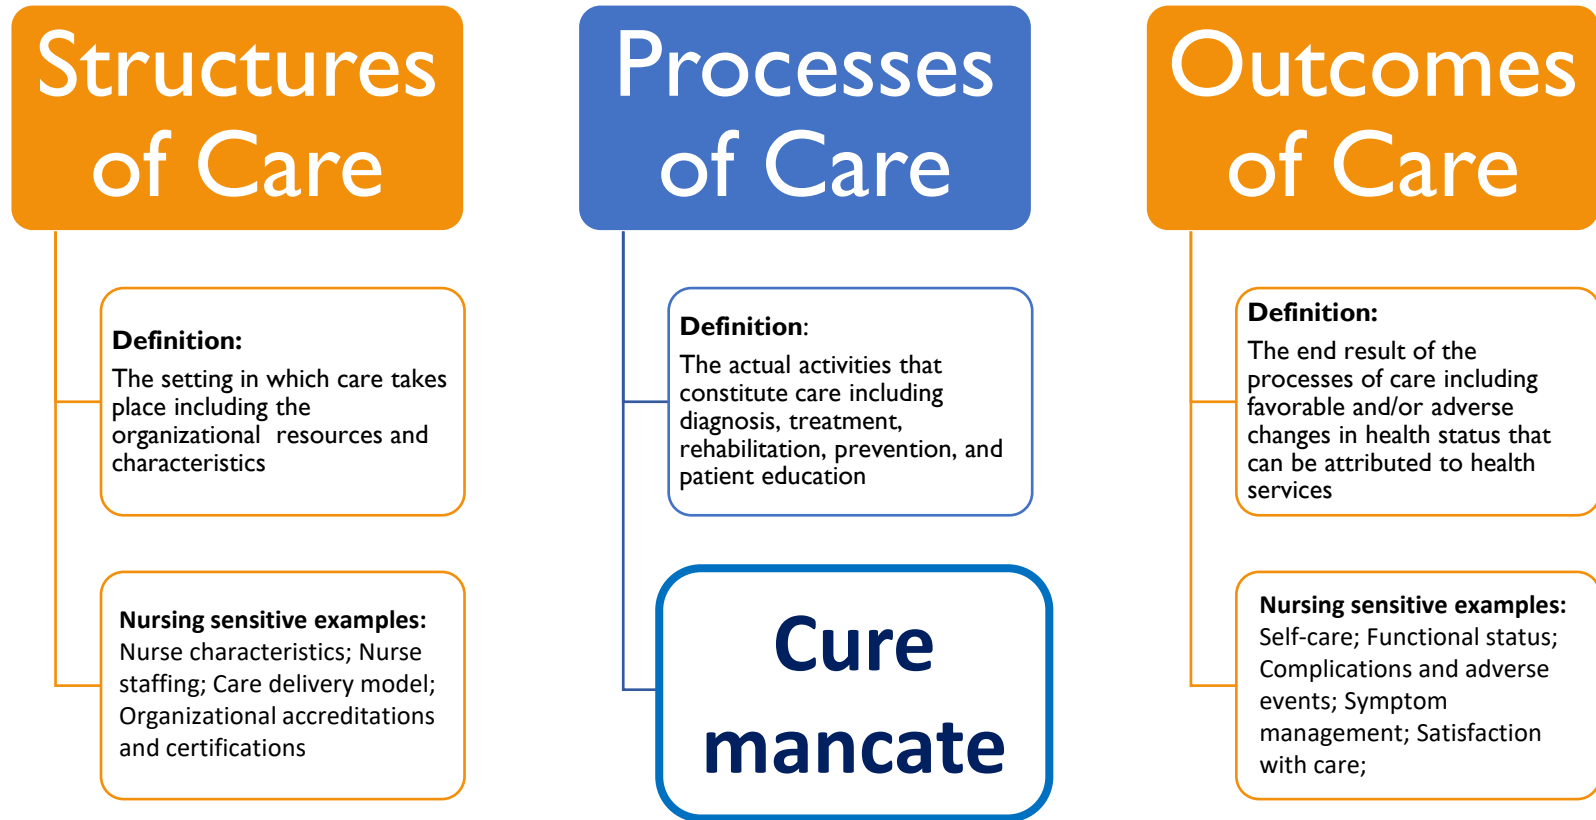 Structures
of Care
Definition:
The setting in which care takes
place including the
organizational resources and
characteristics
Nursing sensitive examples:
Nurse characteristics; Nurse
staffing; Care delivery model;
Organizational accreditations
and certifications
Processes
of Care
Definition:
The actual activities that
constitute care including
diagnosis, treatment,
rehabilitation, prevention, and
patient education
Cure
mancate
Outcomes
of Care
Definition:
The end result of the
processes of care including
favorable and/or adverse
changes in health status that
can be attributed to health
services
Nursing sensitive examples:
Self-care; Functional status;
Complications and adverse
events; Symptom
management; Satisfaction
with care;